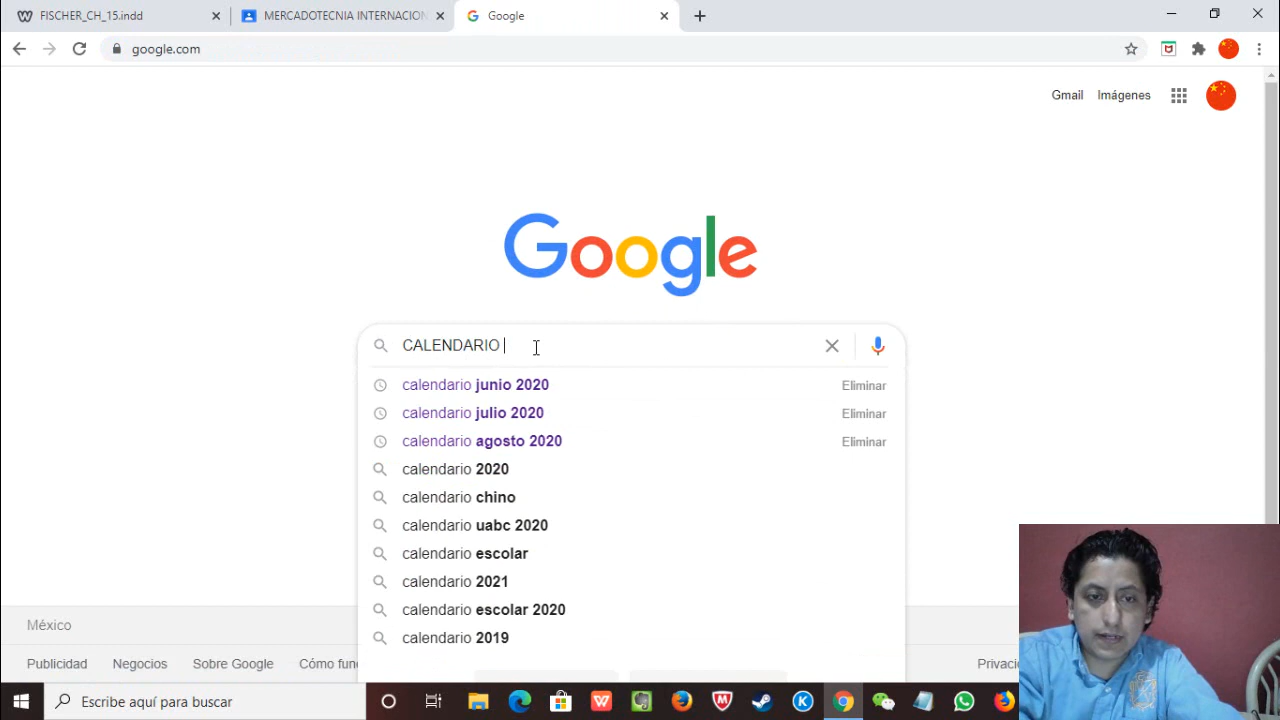 FISCHER_CH_15.indd
MERCADOTECNIA INTERNACION
Google
google.com
Gmail Imágenes
Google
CALENDARIO
calendario junio 2020 Eliminar
calendario julio 2020 Eliminar
calendario agosto 2020 Eliminar
calendario 2020
calendario chino
calendario uabc 2020
calendario escolar
calendario 2021
calendario escolar 2020
calendario 2019
México
Publicidad Negocios Sobre Google Cómo fun Privacio
Escribe aquí para buscar